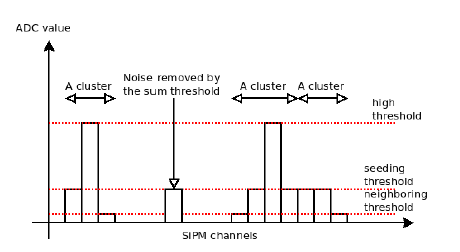 ADC value
A cluster
Noise removed by
the sum threshold
A cluster
A cluster
high
threshold
seeding
threshold
neighboring
threshold
SIPM channels